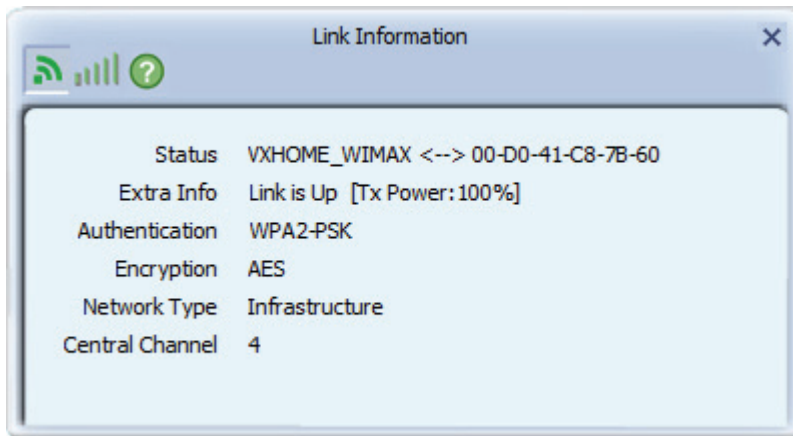 Link Information
Status VXHOME_WIMAX <--> 00-D0-41-C8-7B-60
Extra Info Link is Up [Tx Power:100%]
Authentication WPA2-PSK
Encryption AES
Network Type Infrastructure
Central Channel 4